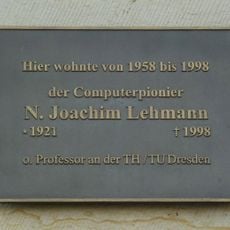 Hier wohnte von 1958 bis 1998
der Computerpionier
N. Joachim Lehmann
* 1921 † 1998
o. Professor an der TH / TU Dresden